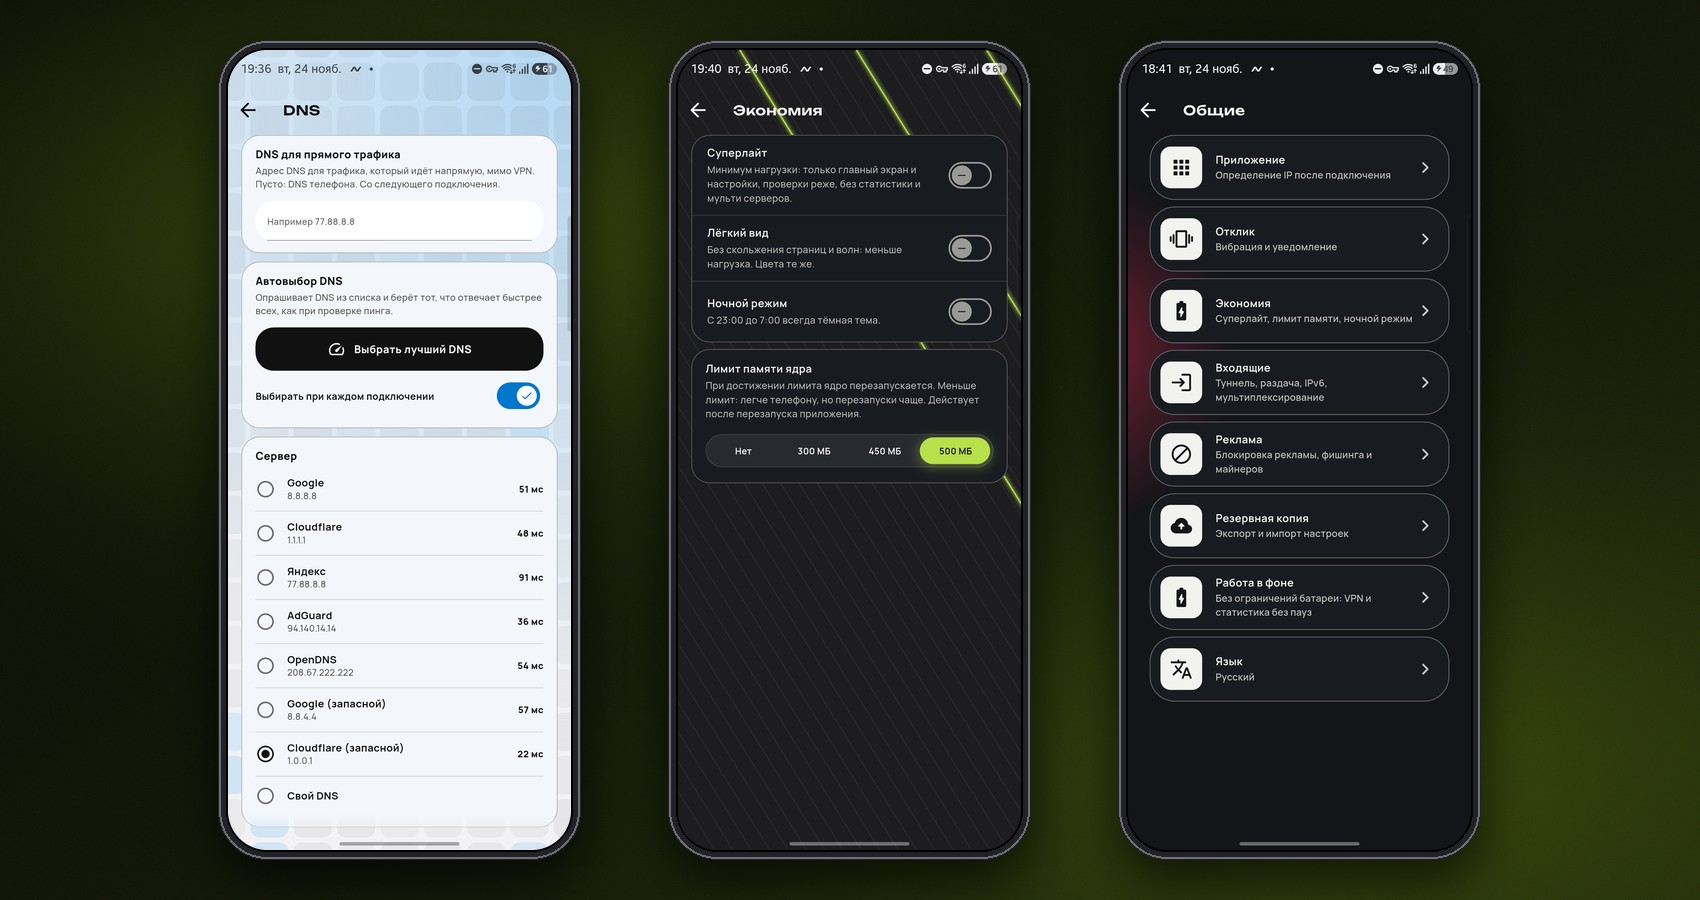 19:36 вт, 24 нояб.
61
DNS
DNS для прямого трафика
Адрес DNS для трафика, который идёт напрямую, мимо VPN.
Пусто: DNS телефона. Со следующего подключения.
Например 77.88.8.8
Автовыбор DNS
Опрашивает DNS из списка и берёт тот, что отвечает быстрее
всех, как при проверке пинга.
Выбрать лучший DNS
Выбирать при каждом подключении
Сервер
Google
8.8.8.8
51 мс
Cloudflare
1.1.1.1
48 мс
Яндекс
77.88.8.8
91 мс
AdGuard
94.140.14.14
36 мс
OpenDNS
208.67.222.222
54 мс
Google (запасной)
8.8.4.4
57 мс
Cloudflare (запасной)
1.0.0.1
22 мс
Свой DNS
19:40 вт, 24 нояб.
61
Экономия
Суперлайт
Минимум нагрузки: только главный экран и
настройки, проверки реже, без статистики и
мульти серверов.
Лёгкий вид
Без скольжения страниц и волн: меньше
нагрузка. Цвета те же.
Ночной режим
С 23:00 до 7:00 всегда тёмная тема.
Лимит памяти ядра
При достижении лимита ядро перезапускается. Меньше
лимит: легче телефону, но перезапуски чаще. Действует
после перезапуска приложения.
Нет
300 МБ
450 МБ
500 МБ
18:41 вт, 24 нояб.
49
Общие
Приложение
Определение IP после подключения
Отклик
Вибрация и уведомление
Экономия
Суперлайт, лимит памяти, ночной режим
Входящие
Туннель, раздача, IPv6,
мультиплексирование
Реклама
Блокировка рекламы, фишинга и
майнеров
Резервная копия
Экспорт и импорт настроек
Работа в фоне
Без ограничений батареи: VPN и
статистика без пауз
Язык
Русский